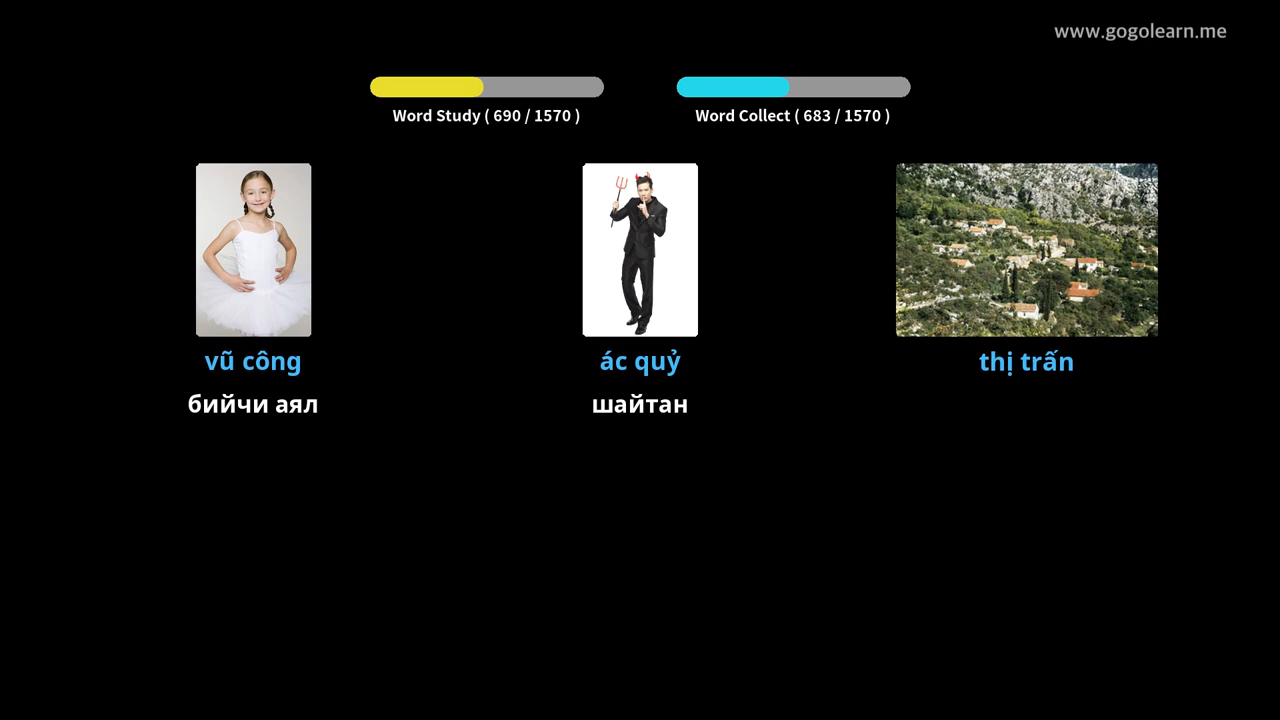 www.gogolearn.me
Word Study ( 690 / 1570 )
Word Collect ( 683 / 1570 )
vũ công
бийчи аял
ác quỷ
шайтан
thị trấn